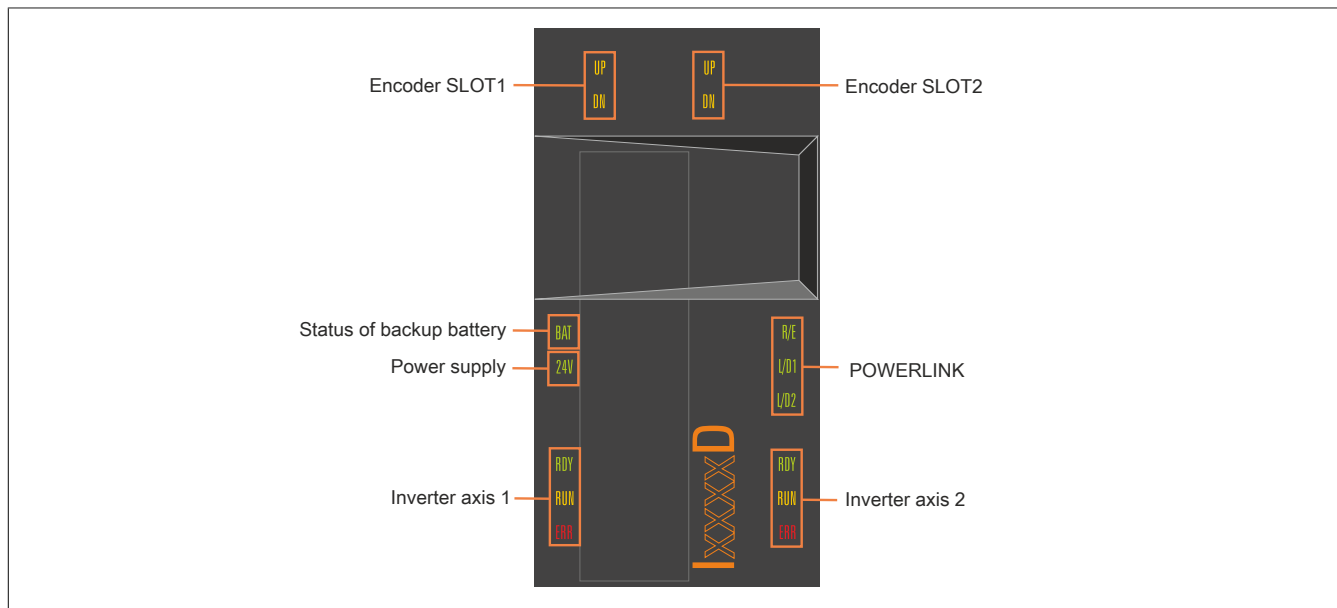 UP UP
Encoder SLOT1 Encoder SLOT2
DN DN
Status of backup battery BAT R/E
Power supply 24V L/D1 POWERLINK
L/D2
RDY RDY
Inverter axis 1 RUN RUN Inverter axis 2
ERR ERR
IxxxxxD